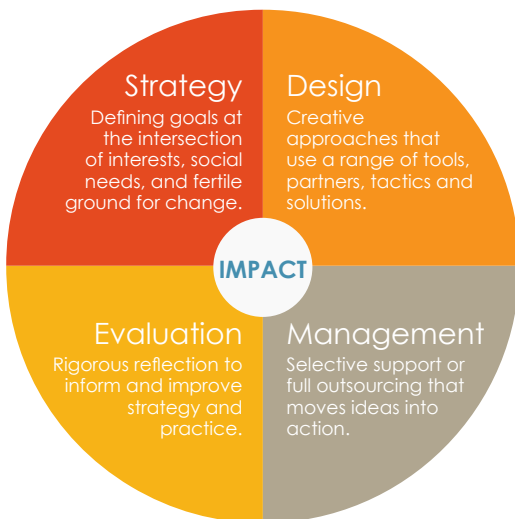 Strategy
Defining goals at
the intersection
of interests, social
needs, and fertile
ground for change.
Design
Creative
approaches that
use a range of tools,
partners, tactics and
solutions.
IMPACT
Evaluation
Rigorous reflection to
inform and improve
strategy and
practice.
Management
Selective support or
full outsourcing that
moves ideas into
action.